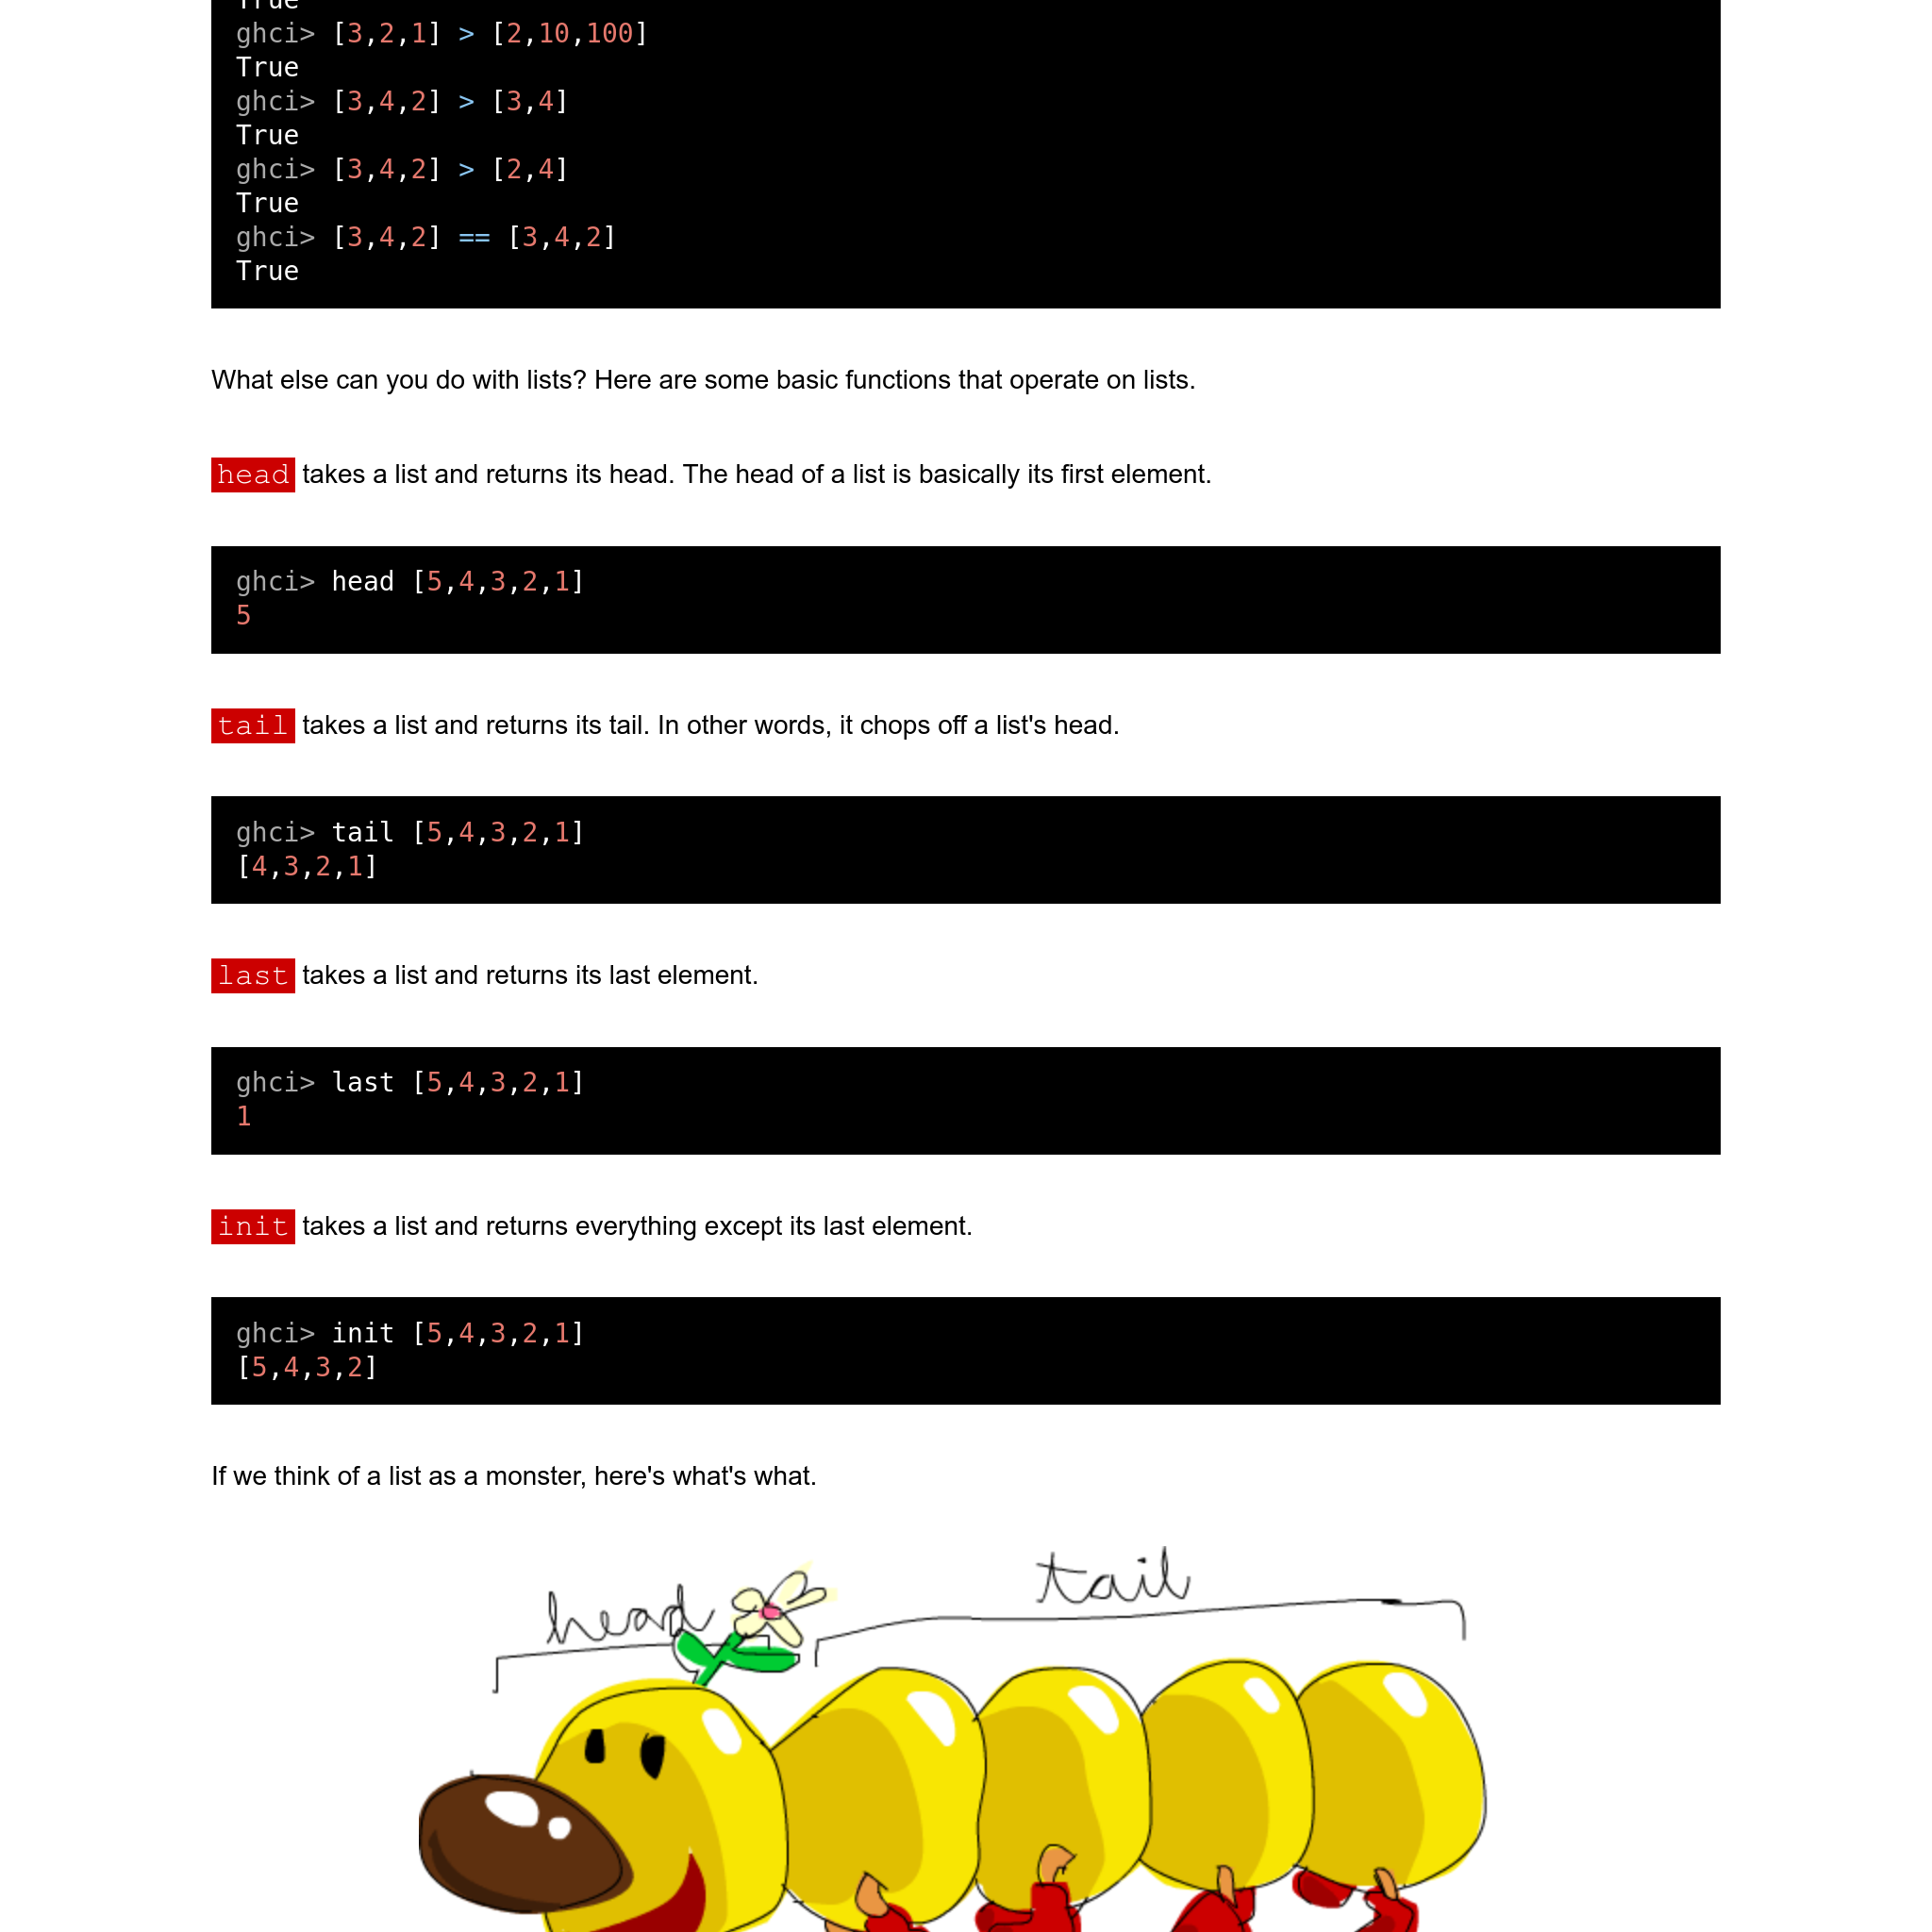 True
ghci> [3,2,1] > [2,10,100]
True
ghci> [3,4,2] > [3,4]
True
ghci> [3,4,2] > [2,4]
True
ghci> [3,4,2] == [3,4,2]
True
What else can you do with lists? Here are some basic functions that operate on lists.
head takes a list and returns its head. The head of a list is basically its first element.
ghci> head [5,4,3,2,1]
5
tail takes a list and returns its tail. In other words, it chops off a list's head.
ghci> tail [5,4,3,2,1]
[4,3,2,1]
last takes a list and returns its last element.
ghci> last [5,4,3,2,1]
1
init takes a list and returns everything except its last element.
ghci> init [5,4,3,2,1]
[5,4,3,2]
If we think of a list as a monster, here's what's what.
head
tail